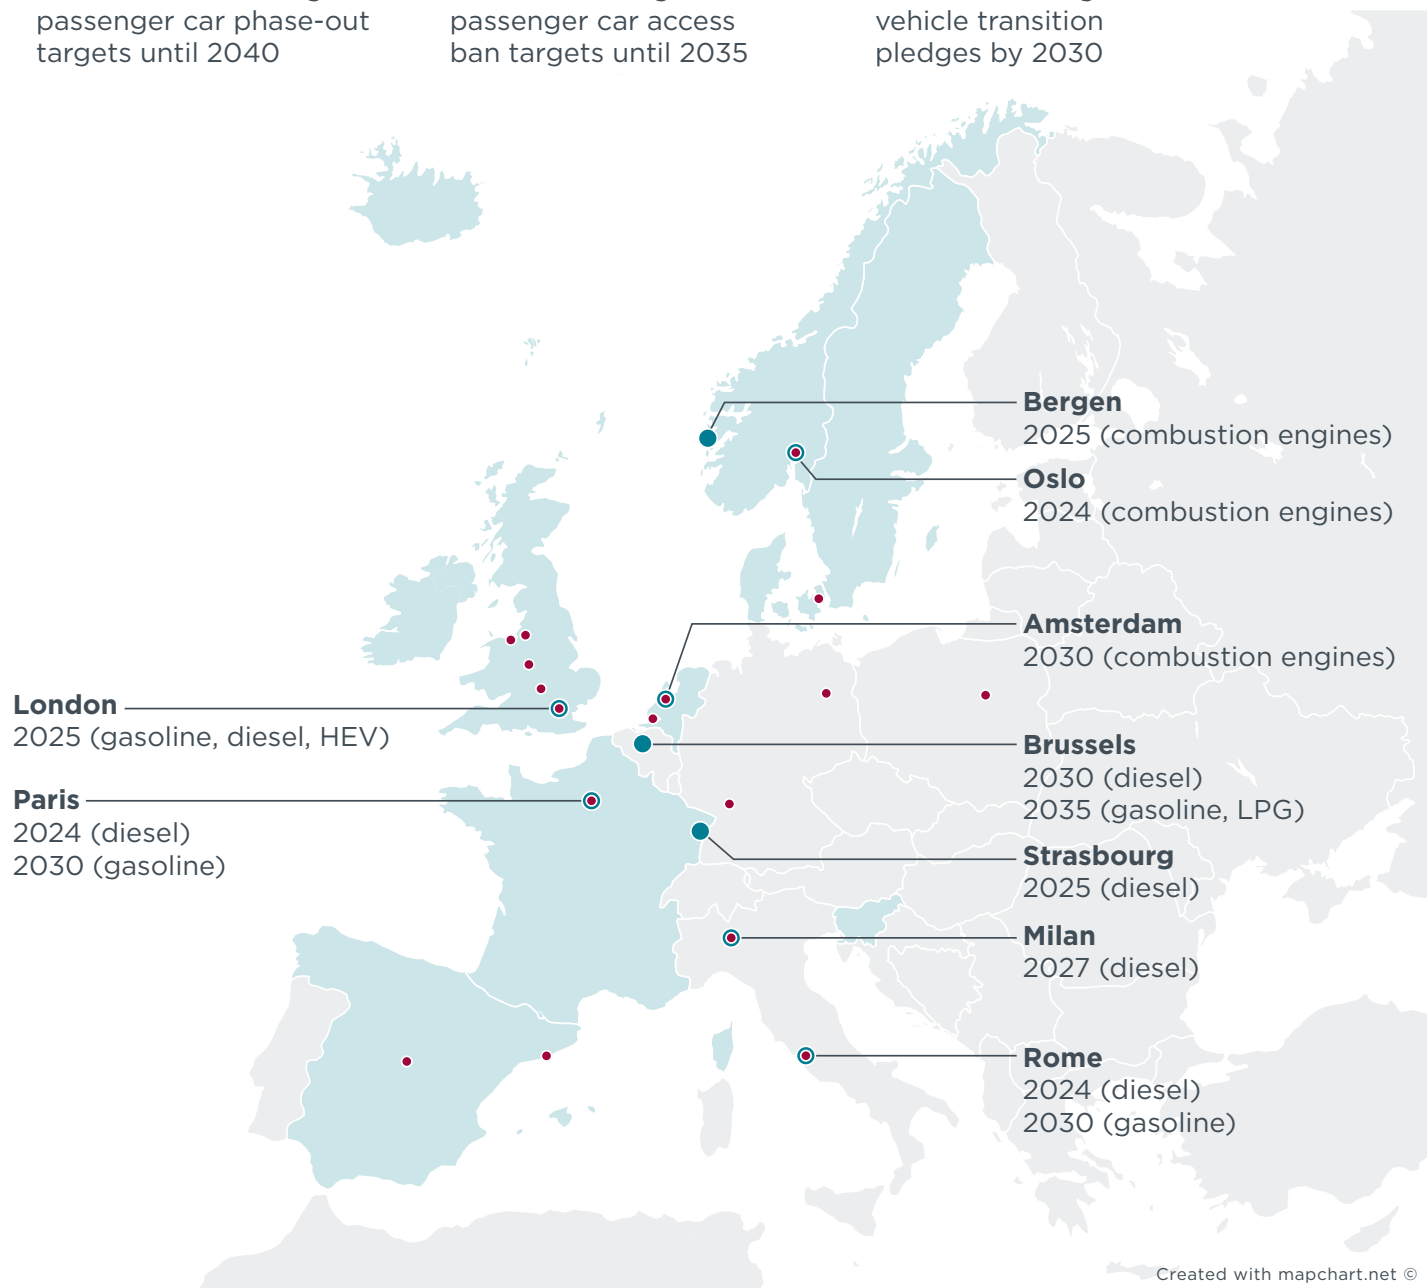 passenger car phase-out
targets until 2040
passenger car access
ban targets until 2035
vehicle transition
pledges by 2030
Bergen
2025 (combustion engines)
Oslo
2024 (combustion engines)
Amsterdam
2030 (combustion engines)
London
2025 (gasoline, diesel, HEV)
Brussels
2030 (diesel)
2035 (gasoline, LPG)
Paris
2024 (diesel)
2030 (gasoline)
Strasbourg
2025 (diesel)
Milan
2027 (diesel)
Rome
2024 (diesel)
2030 (gasoline)
Created with mapchart.net ©